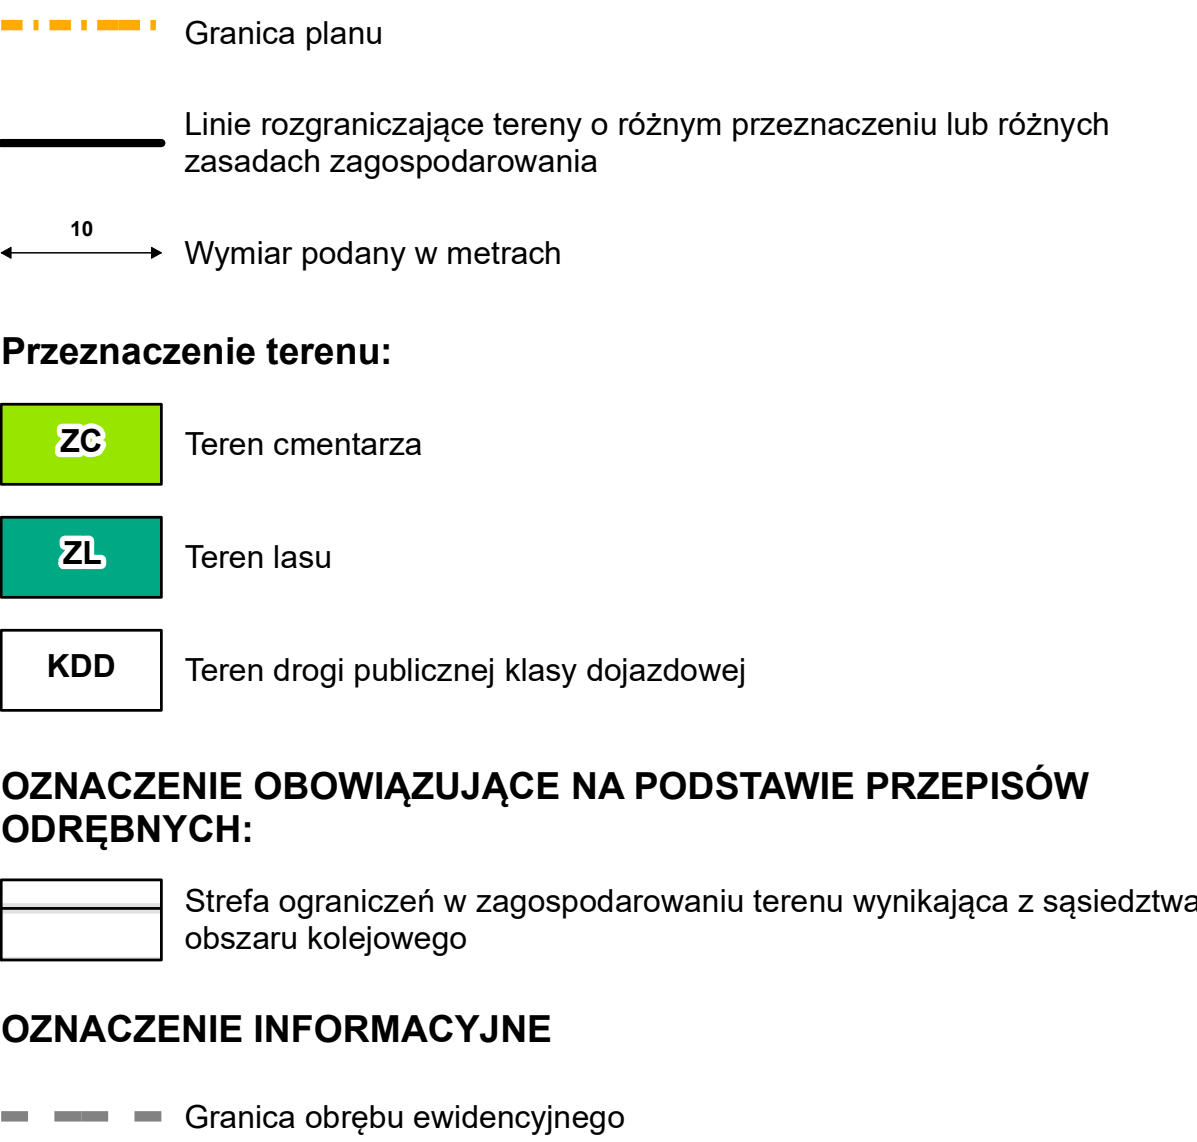 Granica planu
Linie rozgraniczające tereny o różnym przeznaczeniu lub różnych
zasadach zagospodarowania
10
Wymiar podany w metrach
Przeznaczenie terenu:
ZC
Teren cmentarza
ZL
Teren lasu
KDD
Teren drogi publicznej klasy dojazdowej
OZNACZENIE OBOWIĄZUJĄCE NA PODSTAWIE PRZEPISÓW
ODRĘBNYCH:
Strefa ograniczeń w zagospodarowaniu terenu wynikająca z sąsiedztwa
obszaru kolejowego
OZNACZENIE INFORMACYJNE
Granica obrębu ewidencyjnego